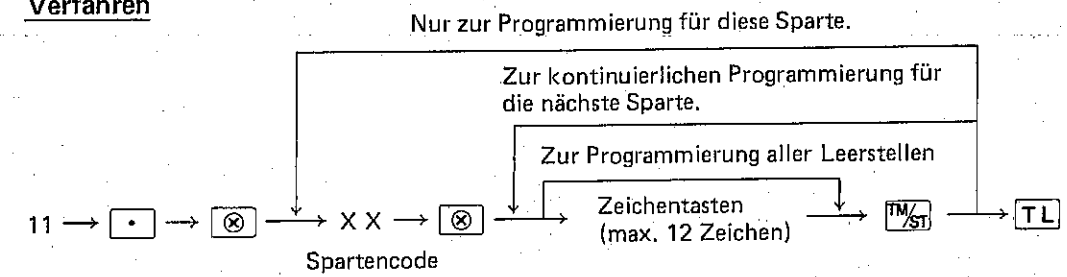 Verfahren
Nur zur Programmierung für diese Sparte.
Zur kontinuierlichen Programmierung für
die nächste Sparte.
Zur Programmierung aller Leerstellen
11 → · → ⊗ → X X → ⊗ → Zeichentasten → TM/ST → TL
(max. 12 Zeichen)
Spartencode